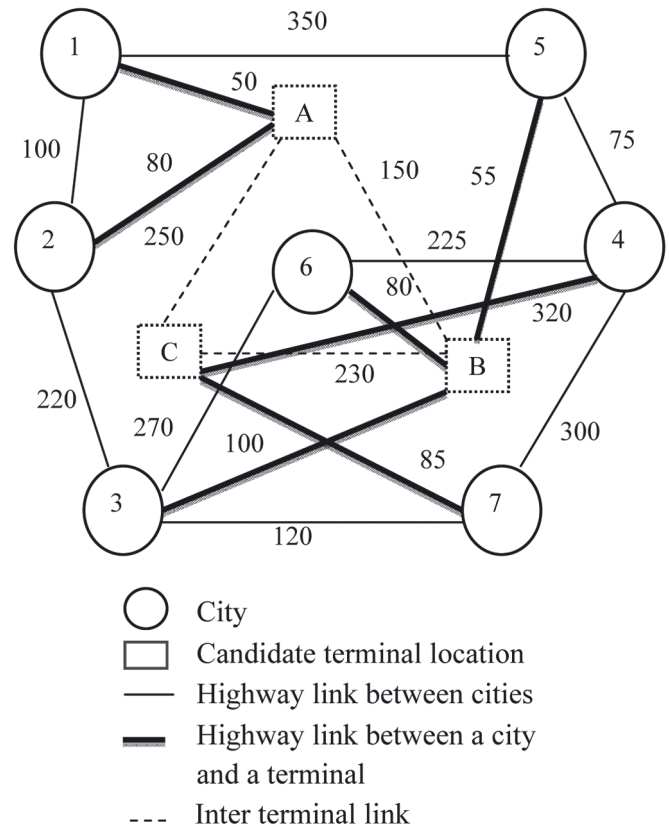 350
1
5
50
A
100
80
150
55
75
2
250
225
4
6
80
320
C
B
230
220
270
100
85
300
3
7
120
City
Candidate terminal location
Highway link between cities
Highway link between a city
and a terminal
Inter terminal link